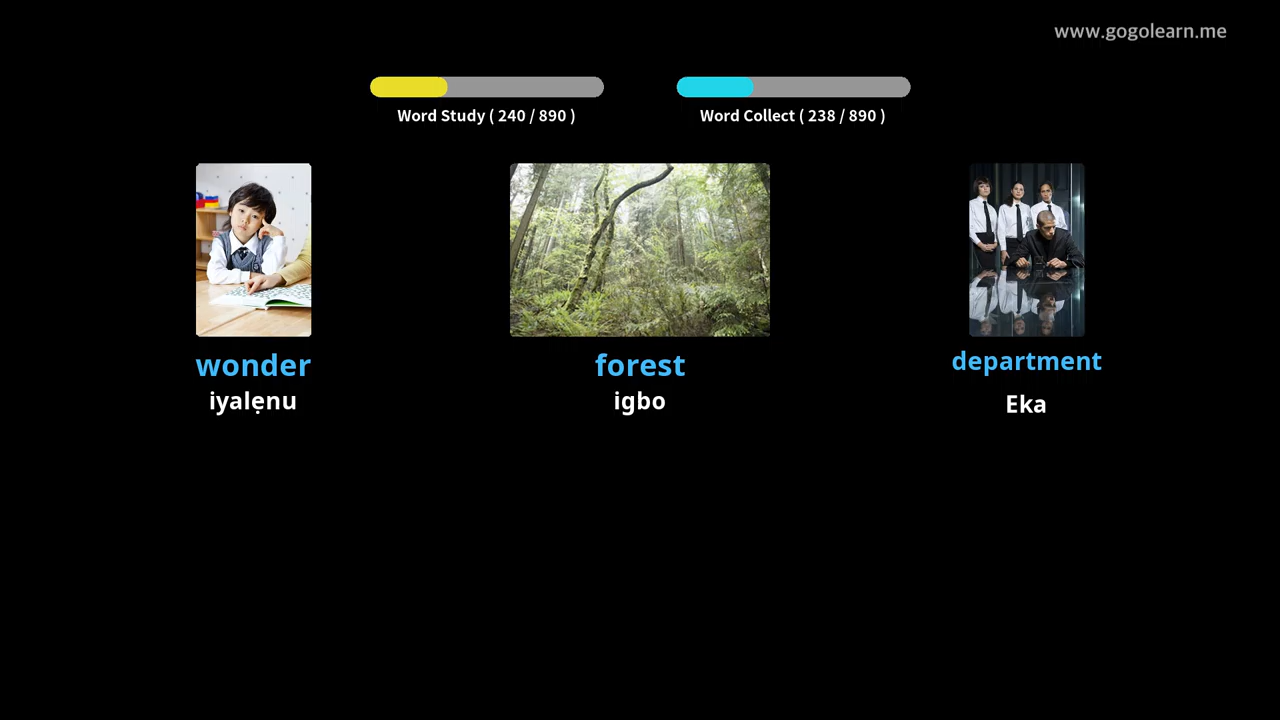 www.gogolearn.me
Word Study ( 240 / 890 )
Word Collect ( 238 / 890 )
wonder
forest
department
iyalẹnu
igbo
Eka